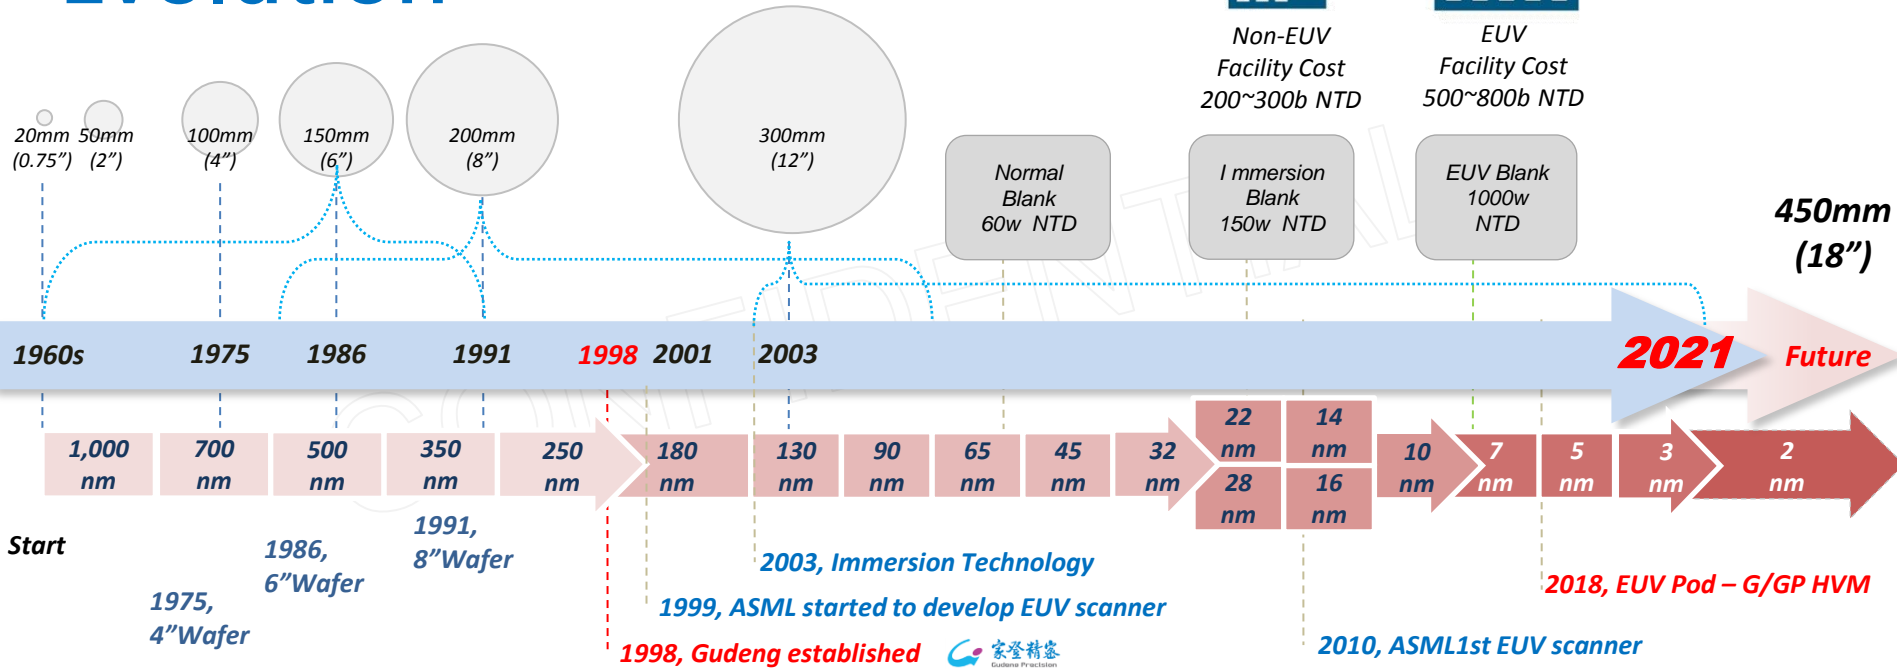 Evolution
Non-EUV
Facility Cost
200~300b NTD
EUV
Facility Cost
500~800b NTD
20mm
(0.75”)
50mm
(2”)
100mm
(4”)
150mm
(6”)
200mm
(8”)
300mm
(12”)
Normal
Blank
60w NTD
I mmersion
Blank
150w NTD
EUV Blank
1000w
NTD
450mm
(18”)
CONFIDENTIAL
1960s
1975
1986
1991
1998
2001
2003
2021
Future
1,000
nm
700
nm
500
nm
350
nm
250
nm
180
nm
130
nm
90
nm
65
nm
45
nm
32
nm
22
nm
14
nm
28
nm
16
nm
10
nm
7
nm
5
nm
3
nm
2
nm
Start
1975,
4”Wafer
1986,
6”Wafer
1991,
8”Wafer
2003, Immersion Technology
1999, ASML started to develop EUV scanner
1998, Gudeng established
家登精密
Gudeng Precision
2018, EUV Pod – G/GP HVM
2010, ASML1st EUV scanner